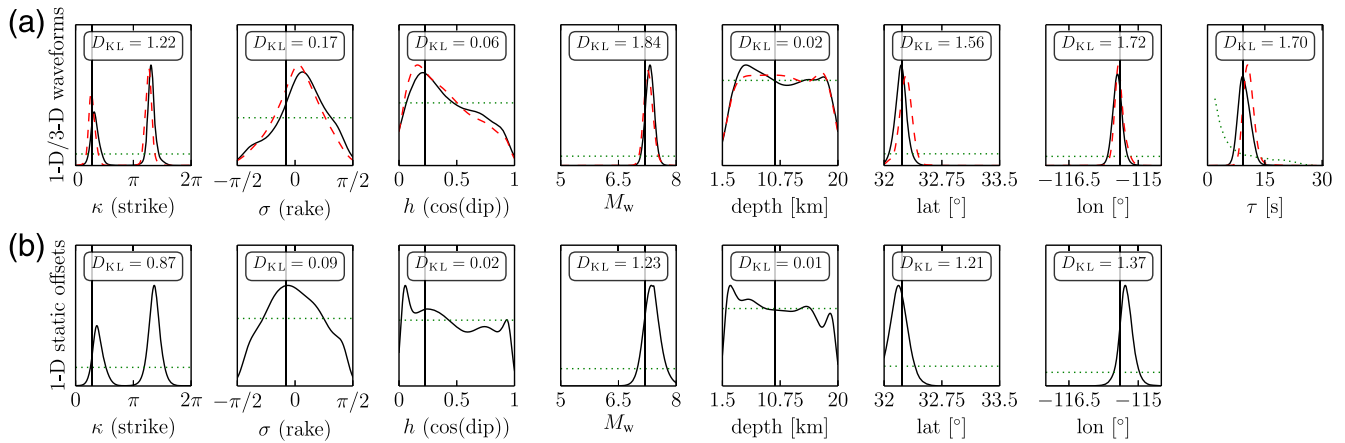 (a)
1-D/3-D waveforms
D_KL = 1.22
D_KL = 0.17
D_KL = 0.06
D_KL = 1.84
D_KL = 0.02
D_KL = 1.56
D_KL = 1.72
D_KL = 1.70
0 π 2π
−π/2 0 π/2
0 0.5 1
5 6.5 8
1.5 10.75 20
32 32.75 33.5
−116.5 −115
0 15 30
κ (strike)
σ (rake)
h (cos(dip))
M_w
depth [km]
lat [°]
lon [°]
τ [s]
(b)
1-D static offsets
D_KL = 0.87
D_KL = 0.09
D_KL = 0.02
D_KL = 1.23
D_KL = 0.01
D_KL = 1.21
D_KL = 1.37
0 π 2π
−π/2 0 π/2
0 0.5 1
5 6.5 8
1.5 10.75 20
32 32.75 33.5
−116.5 −115
κ (strike)
σ (rake)
h (cos(dip))
M_w
depth [km]
lat [°]
lon [°]